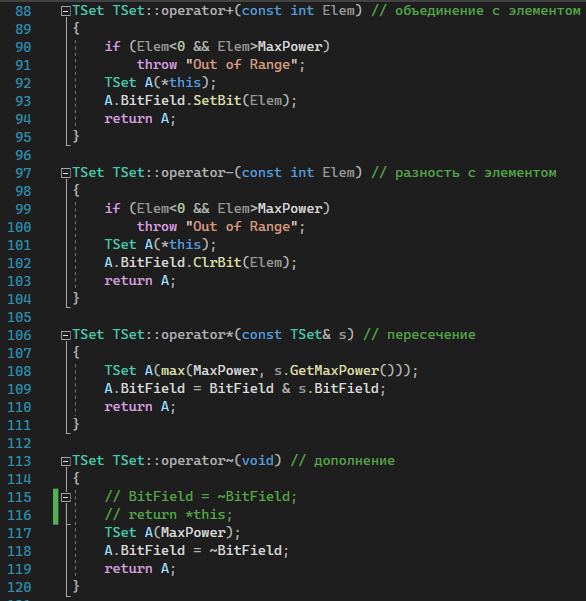 88 TSet TSet::operator+(const int Elem) // объединение с элементом
89 {
90 if (Elem<0 && Elem>MaxPower)
91 throw "Out of Range";
92 TSet A(*this);
93 A.BitField.SetBit(Elem);
94 return A;
95 }
96
97 TSet TSet::operator-(const int Elem) // разность с элементом
98 {
99 if (Elem<0 && Elem>MaxPower)
100 throw "Out of Range";
101 TSet A(*this);
102 A.BitField.ClrBit(Elem);
103 return A;
104 }
105
106 TSet TSet::operator*(const TSet& s) // пересечение
107 {
108 TSet A(max(MaxPower, s.GetMaxPower()));
109 A.BitField = BitField & s.BitField;
110 return A;
111 }
112
113 TSet TSet::operator~(void) // дополнение
114 {
115 // BitField = ~BitField;
116 // return *this;
117 TSet A(MaxPower);
118 A.BitField = ~BitField;
119 return A;
120 }